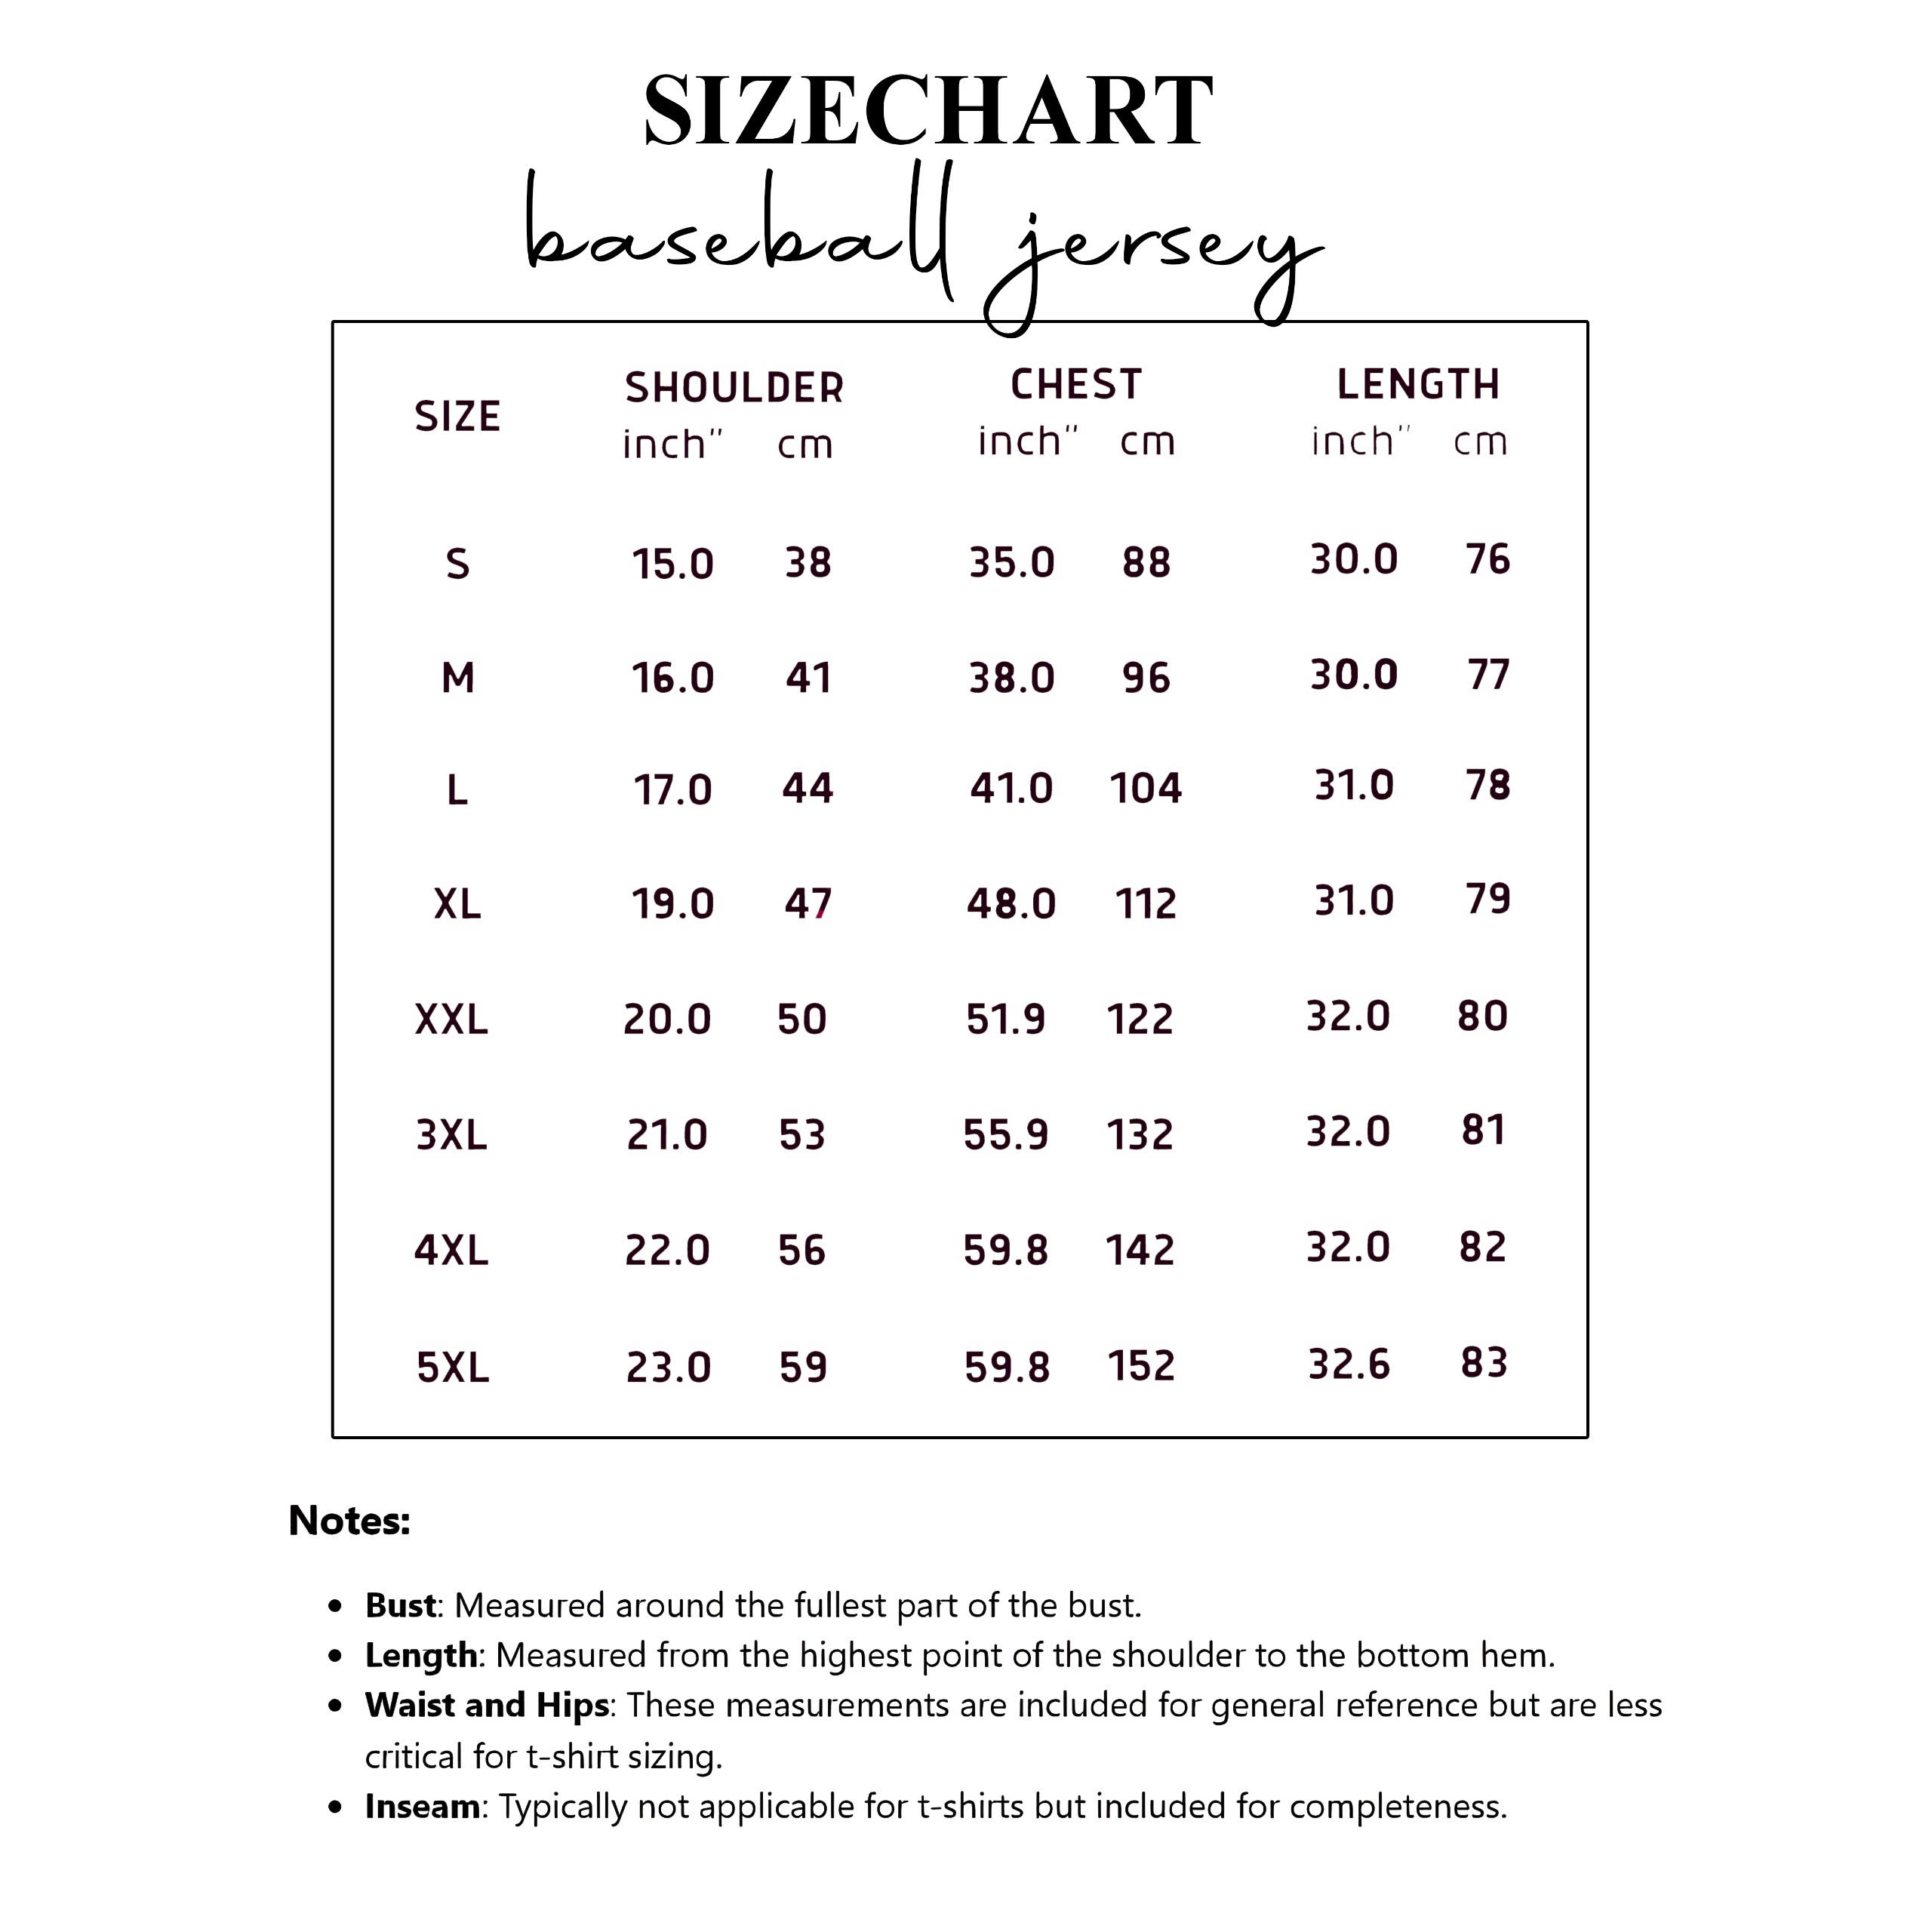 SIZECHART
baseball jersey
SIZE SHOULDER CHEST LENGTH
inch’’ cm inch’’ cm inch’’ cm
S 15.0 38 35.0 88 30.0 76
M 16.0 41 38.0 96 30.0 77
L 17.0 44 41.0 104 31.0 78
XL 19.0 47 48.0 112 31.0 79
XXL 20.0 50 51.9 122 32.0 80
3XL 21.0 53 55.9 132 32.0 81
4XL 22.0 56 59.8 142 32.0 82
5XL 23.0 59 59.8 152 32.6 83
Notes:
• Bust: Measured around the fullest part of the bust.
• Length: Measured from the highest point of the shoulder to the bottom hem.
• Waist and Hips: These measurements are included for general reference but are less
critical for t-shirt sizing.
• Inseam: Typically not applicable for t-shirts but included for completeness.